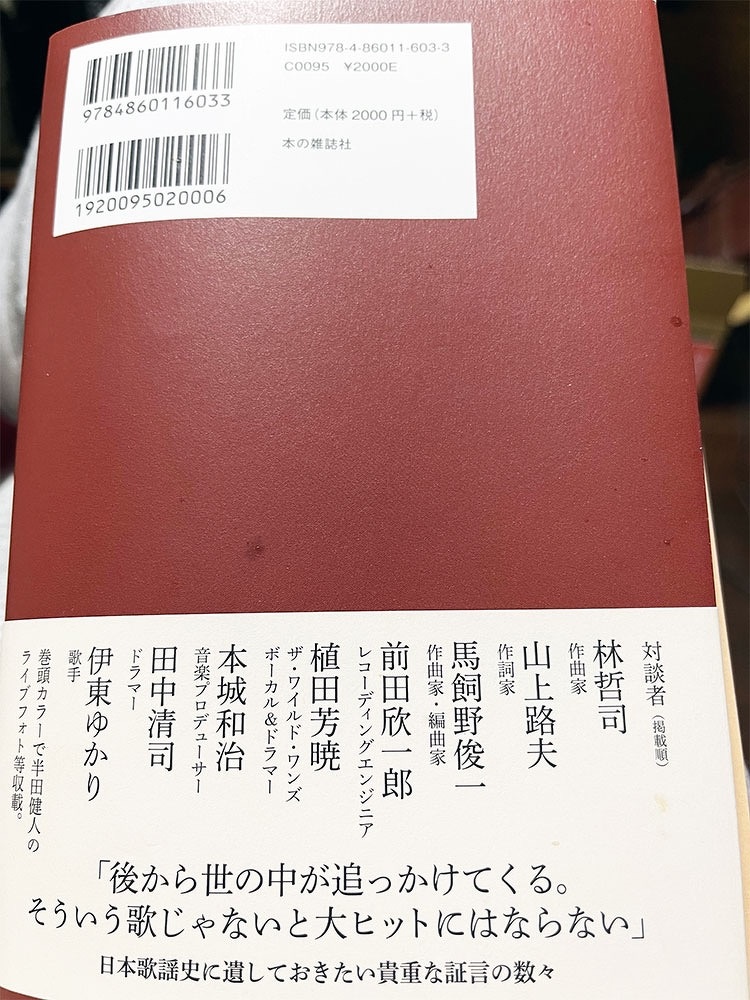 ISBN978-4-86011-603-3
C0095 ¥2000E
9784860116033
定価(本体2000円+税)
本の雑誌社
1920095020006
対談者(掲載順)
林哲司
作曲家
山上路夫
作詞家
馬飼野俊一
作曲家・編曲家
前田欣一郎
レコーディングエンジニア
植田芳暁
ザ・ワイルド・ワンズ
ボーカル&ドラマー
本城和治
音楽プロデューサー
田中清司
ドラマー
伊東ゆかり
歌手
巻頭カラーで半田健人の
ライブフォト等収載。
「後から世の中が追っかけてくる。
そういう歌じゃないと大ヒットにはならない」
日本歌謡史に遺しておきたい貴重な証言の数々